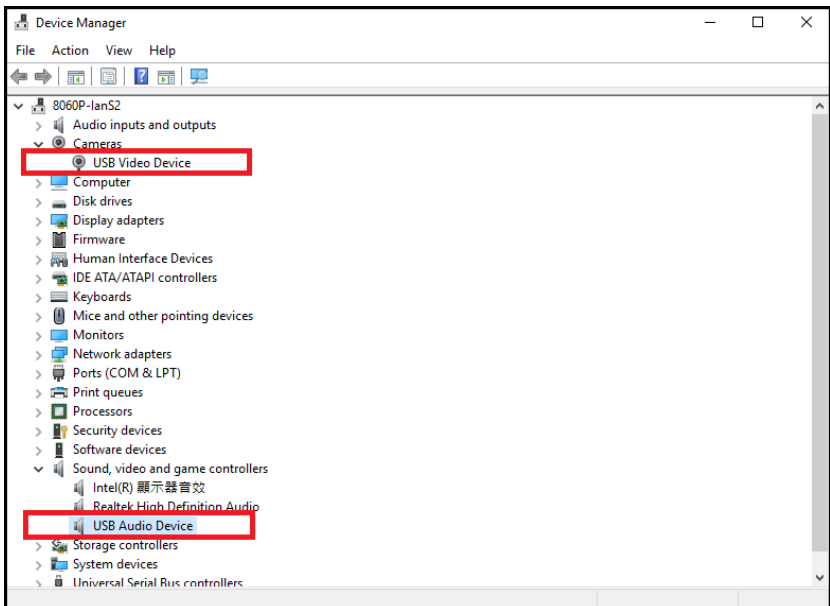 Device Manager
File Action View Help
8060P-IanS2
Audio inputs and outputs
Cameras
USB Video Device
Computer
Disk drives
Display adapters
Firmware
Human Interface Devices
IDE ATA/ATAPI controllers
Keyboards
Mice and other pointing devices
Monitors
Network adapters
Ports (COM & LPT)
Print queues
Processors
Security devices
Software devices
Sound, video and game controllers
Intel(R) 顯示器音效
Realtek High Definition Audio
USB Audio Device
Storage controllers
System devices
Universal Serial Bus controllers